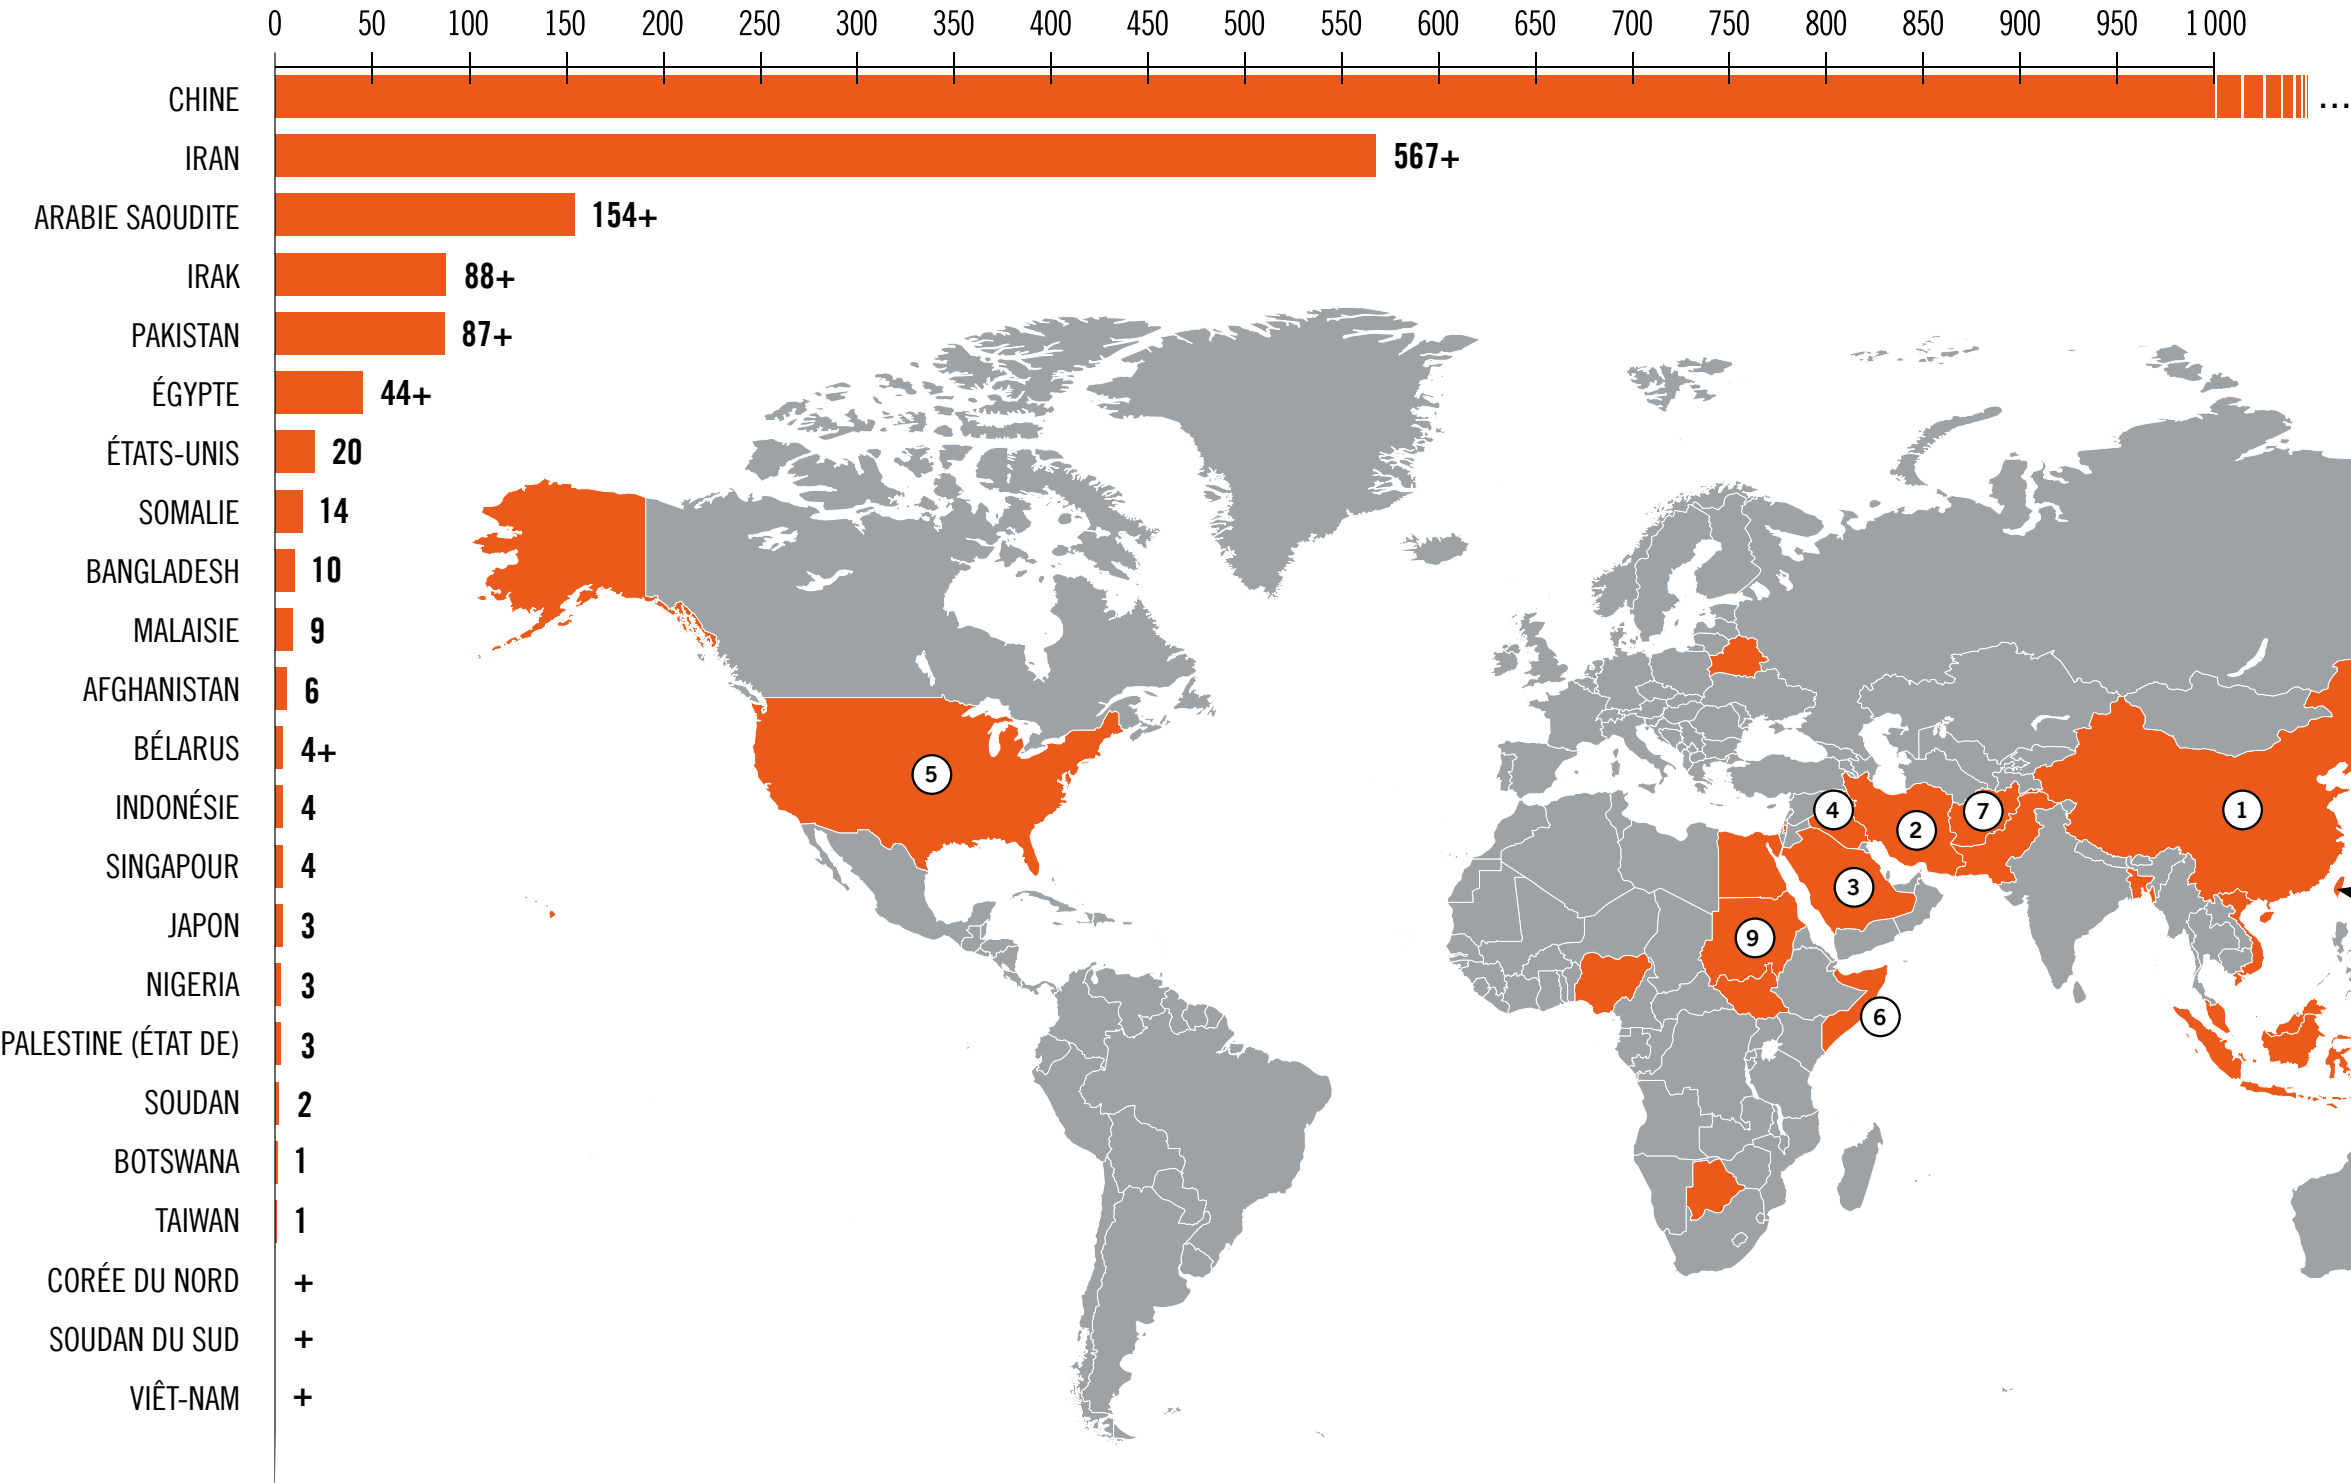 0 50 100 150 200 250 300 350 400 450 500 550 600 650 700 750 800 850 900 950 1 000
CHINE ...
IRAN 567+
ARABIE SAOUDITE 154+
IRAK 88+
PAKISTAN 87+
ÉGYPTE 44+
ÉTATS-UNIS 20
SOMALIE 14
BANGLADESH 10
MALAISIE 9
AFGHANISTAN 6
BÉLARUS 4+
INDONÉSIE 4
SINGAPOUR 4
JAPON 3
NIGERIA 3
PALESTINE (ÉTAT DE) 3
SOUDAN 2
BOTSWANA 1
TAIWAN 1
CORÉE DU NORD +
SOUDAN DU SUD +
VIÊT-NAM +
5
4
2
7
1
3
9
6